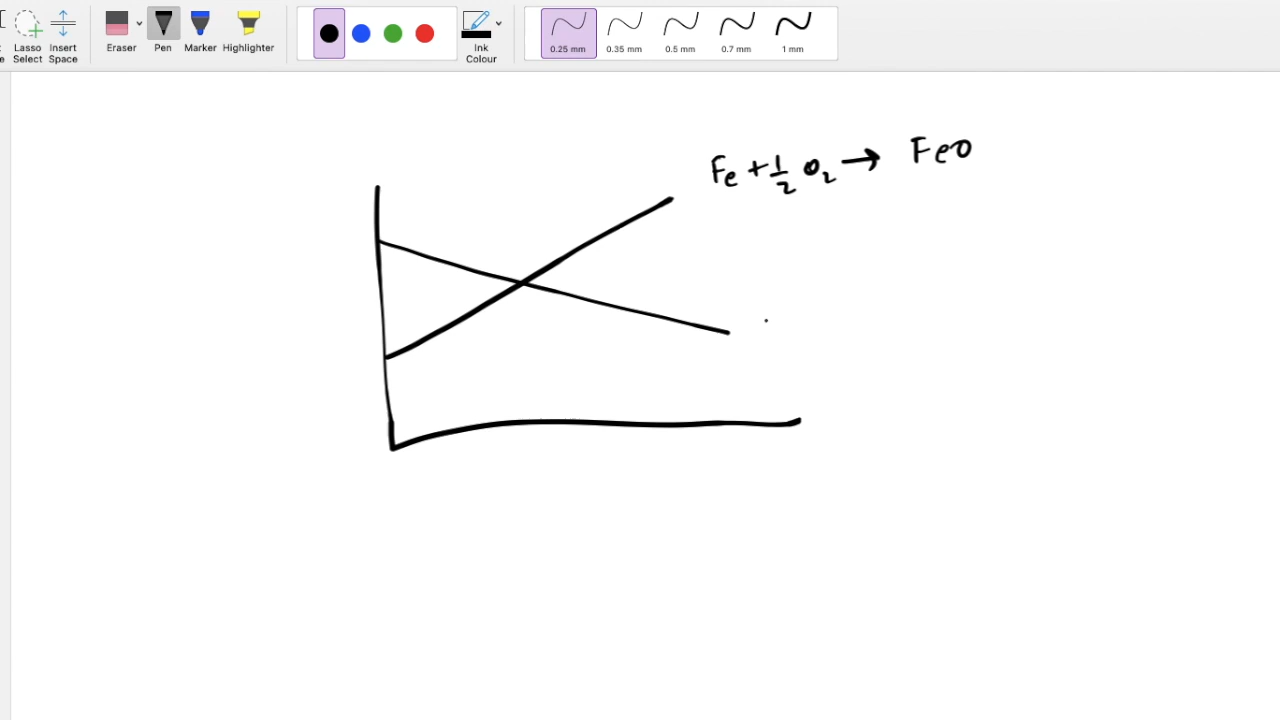 Eraser Pen Marker Highlighter
Lasso Select
Insert Space
Ink Colour
0.25 mm 0.35 mm 0.5 mm 0.7 mm 1 mm
Fe + 1/2 O₂ → FeO